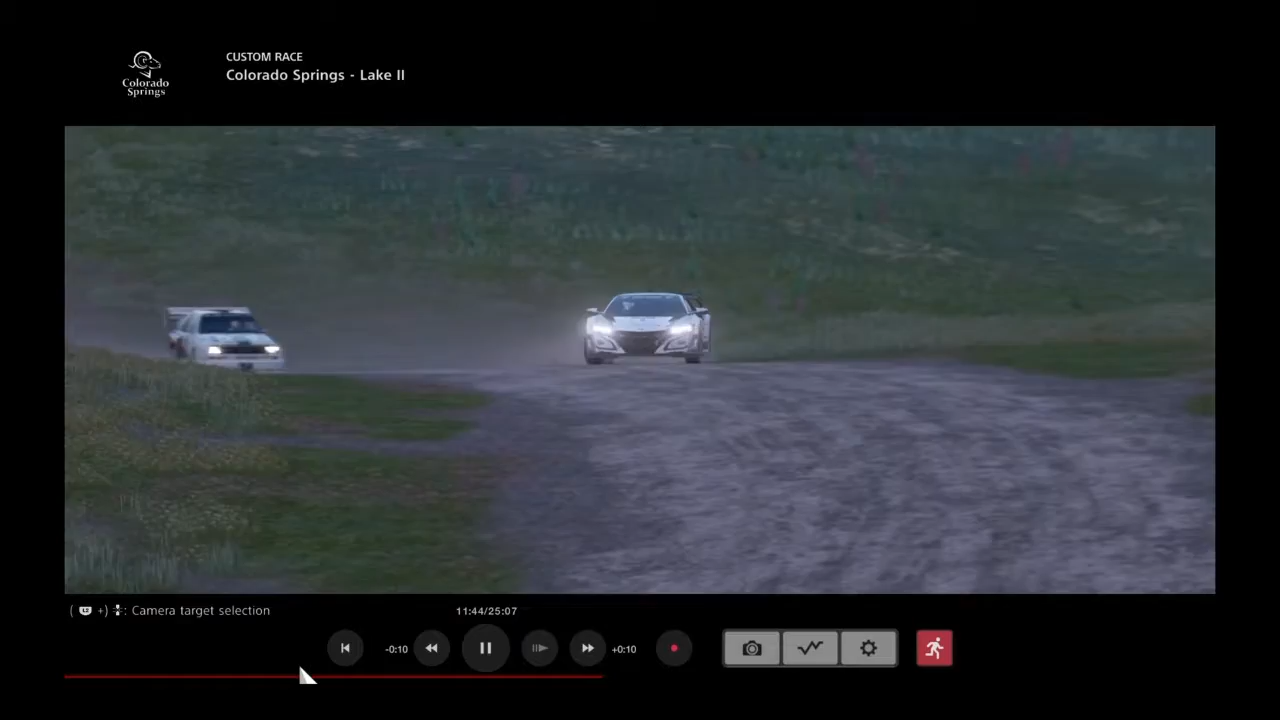 CUSTOM RACE
Colorado Springs - Lake II
Colorado
Springs
( L2 +) : Camera target selection
11:44/25:07
-0:10
+0:10